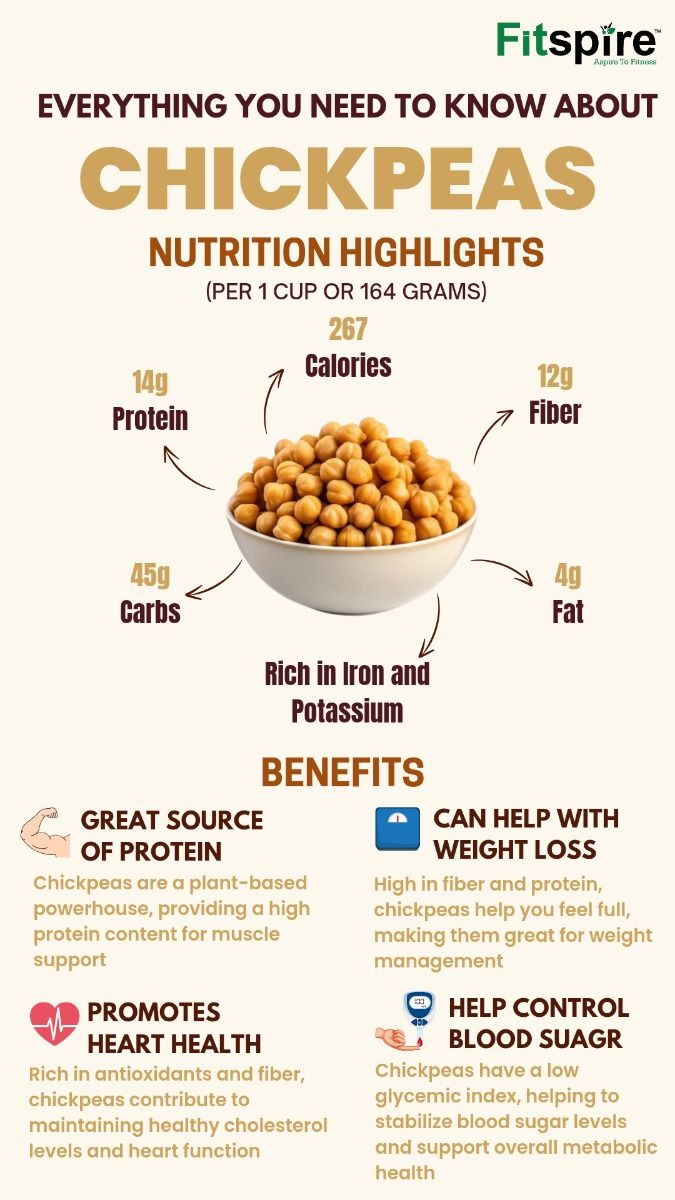 Fitspire™
Aspire To Fitness
EVERYTHING YOU NEED TO KNOW ABOUT
CHICKPEAS
NUTRITION HIGHLIGHTS
(PER 1 CUP OR 164 GRAMS)
267
Calories
14g
Protein
12g
Fiber
45g
Carbs
4g
Fat
Rich in Iron and
Potassium
BENEFITS
GREAT SOURCE
OF PROTEIN
Chickpeas are a plant-based
powerhouse, providing a high
protein content for muscle
support
CAN HELP WITH
WEIGHT LOSS
High in fiber and protein,
chickpeas help you feel full,
making them great for weight
management
PROMOTES
HEART HEALTH
Rich in antioxidants and fiber,
chickpeas contribute to
maintaining healthy cholesterol
levels and heart function
HELP CONTROL
BLOOD SUAGR
Chickpeas have a low
glycemic index, helping to
stabilize blood sugar levels
and support overall metabolic
health